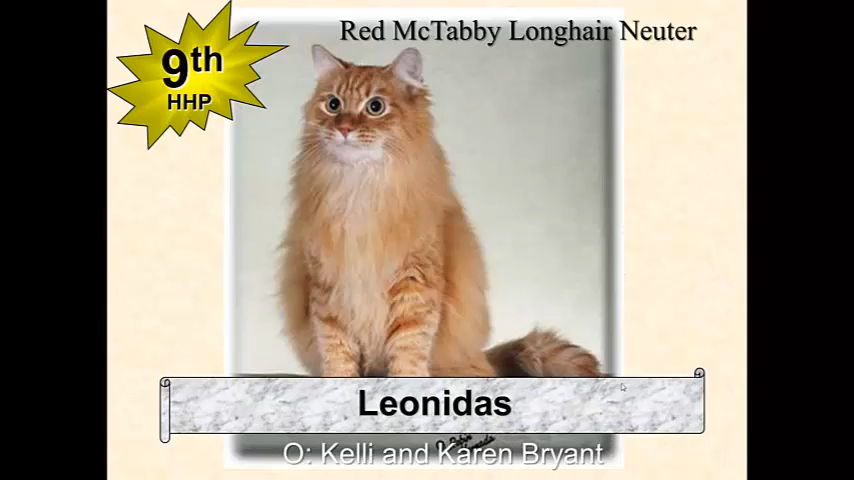 Red McTabby Longhair Neuter
9th
HHP
Leonidas
O: Kelli and Karen Bryant